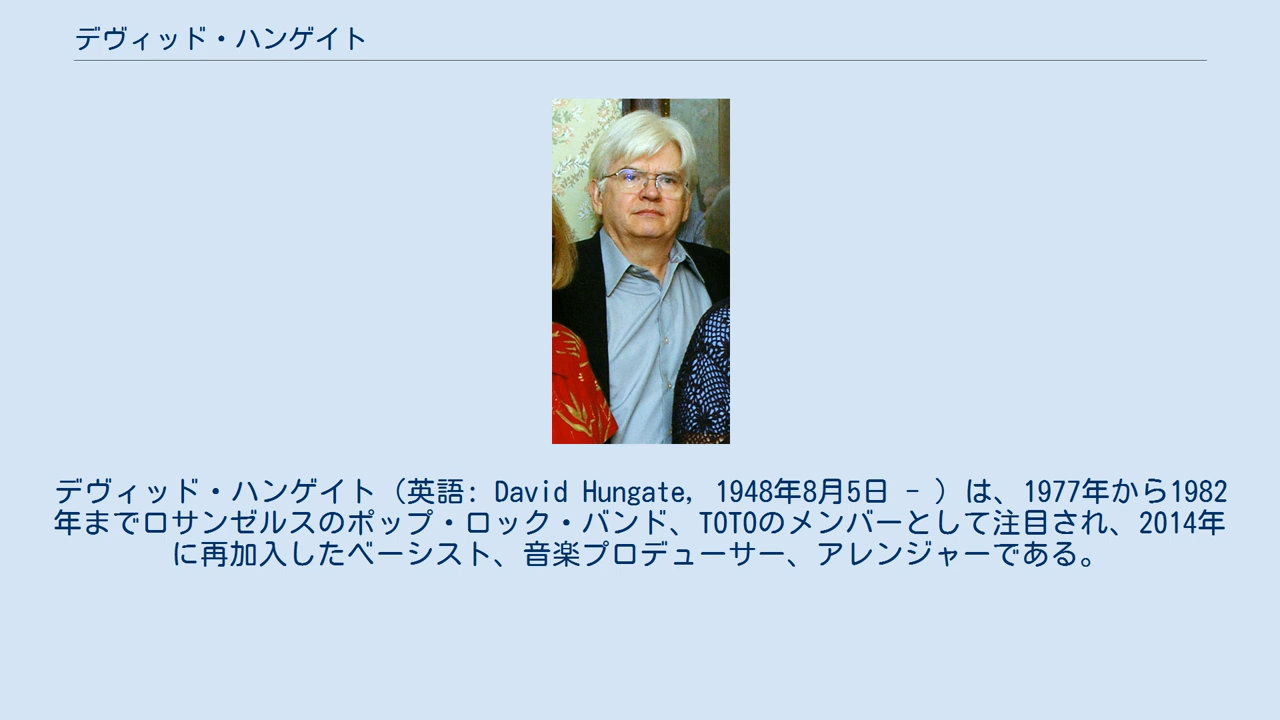 デヴィッド・ハンゲイト
デヴィッド・ハンゲイト（英語: David Hungate, 1948年8月5日 - ）は、1977年から1982
年までロサンゼルスのポップ・ロック・バンド、TOTOのメンバーとして注目され、2014年
に再加入したベーシスト、音楽プロデューサー、アレンジャーである。